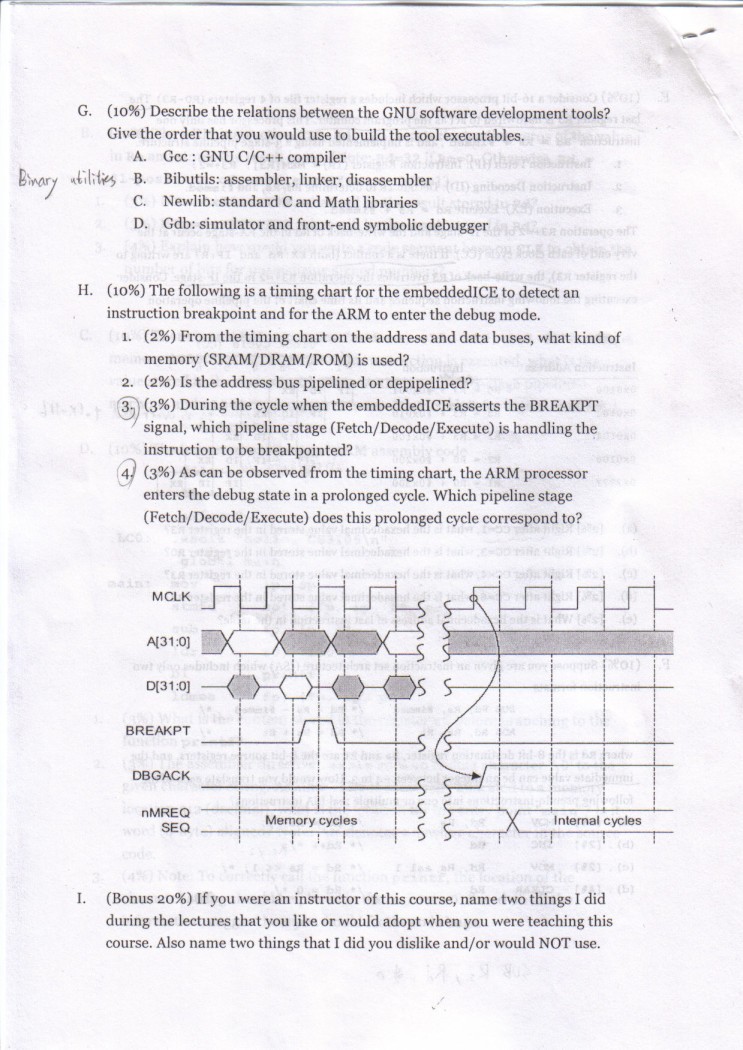 G. (10%) Describe the relations between the GNU software development tools?
Give the order that you would use to build the tool executables.
A. Gcc : GNU C/C++ compiler
Binary utilities B. Bibutils: assembler, linker, disassembler
C. Newlib: standard C and Math libraries
D. Gdb: simulator and front-end symbolic debugger
H. (10%) The following is a timing chart for the embeddedICE to detect an
instruction breakpoint and for the ARM to enter the debug mode.
1. (2%) From the timing chart on the address and data buses, what kind of
memory (SRAM/DRAM/ROM) is used?
2. (2%) Is the address bus pipelined or depipelined?
3. (3%) During the cycle when the embeddedICE asserts the BREAKPT
signal, which pipeline stage (Fetch/Decode/Execute) is handling the
instruction to be breakpointed?
4. (3%) As can be observed from the timing chart, the ARM processor
enters the debug state in a prolonged cycle. Which pipeline stage
(Fetch/Decode/Execute) does this prolonged cycle correspond to?
MCLK
A[31:0]
D[31:0]
BREAKPT
DBGACK
nMREQ
SEQ
Memory cycles
Internal cycles
I. (Bonus 20%) If you were an instructor of this course, name two things I did
during the lectures that you like or would adopt when you were teaching this
course. Also name two things that I did you dislike and/or would NOT use.